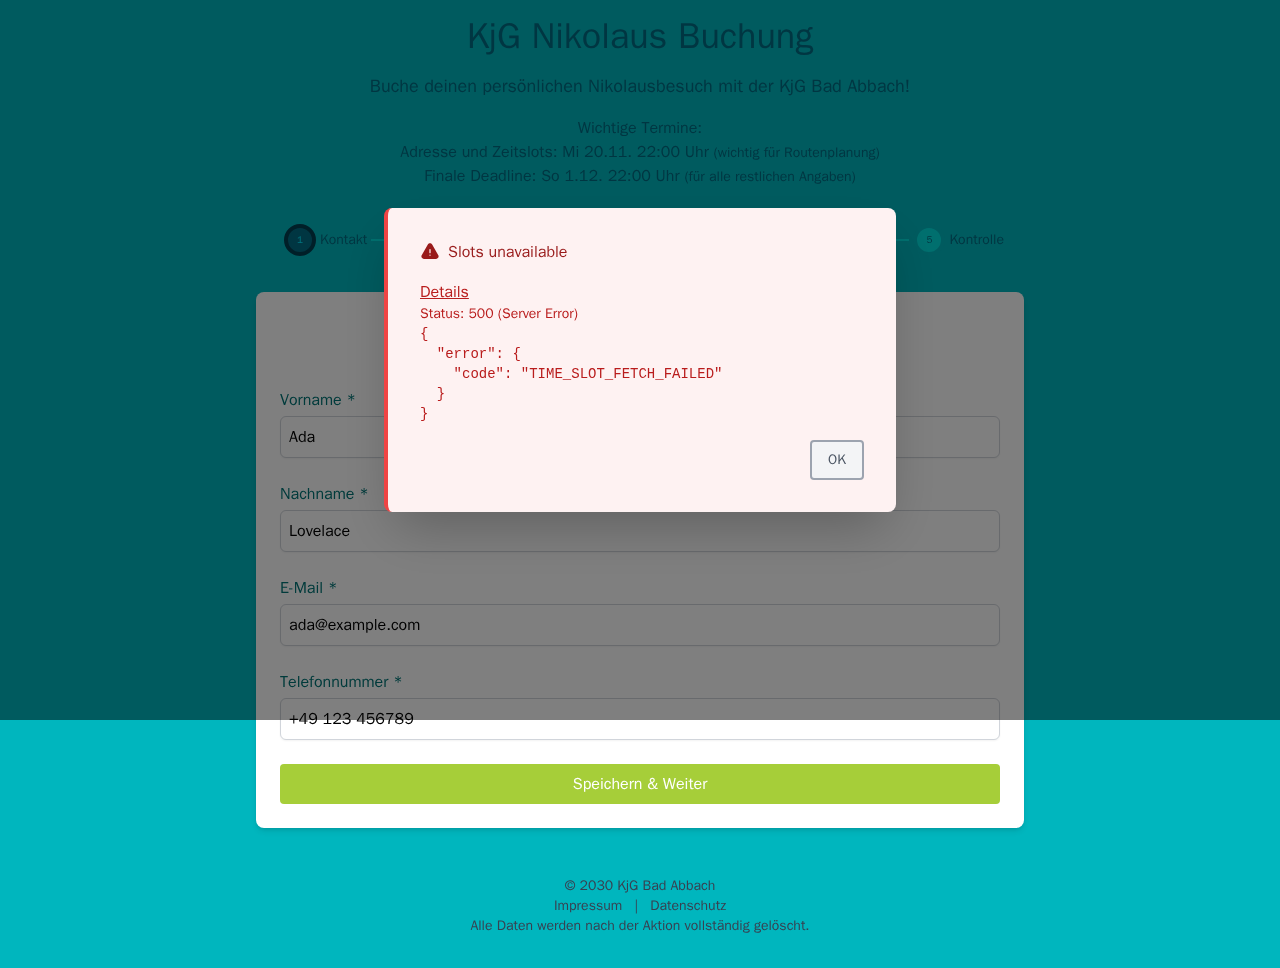 KjG Nikolaus Buchung
Buche deinen persönlichen Nikolausbesuch mit der KjG Bad Abbach!
Wichtige Termine:
Adresse und Zeitslots: Mi 20.11. 22:00 Uhr (wichtig für Routenplanung)
Finale Deadline: So 1.12. 22:00 Uhr (für alle restlichen Angaben)
1 Kontakt
5 Kontrolle
Slots unavailable
Details
Status: 500 (Server Error)
{
  "error": {
    "code": "TIME_SLOT_FETCH_FAILED"
  }
}
OK
Vorname *
Ada
Nachname *
Lovelace
E-Mail *
ada@example.com
Telefonnummer *
+49 123 456789
Speichern & Weiter
© 2030 KjG Bad Abbach
Impressum | Datenschutz
Alle Daten werden nach der Aktion vollständig gelöscht.